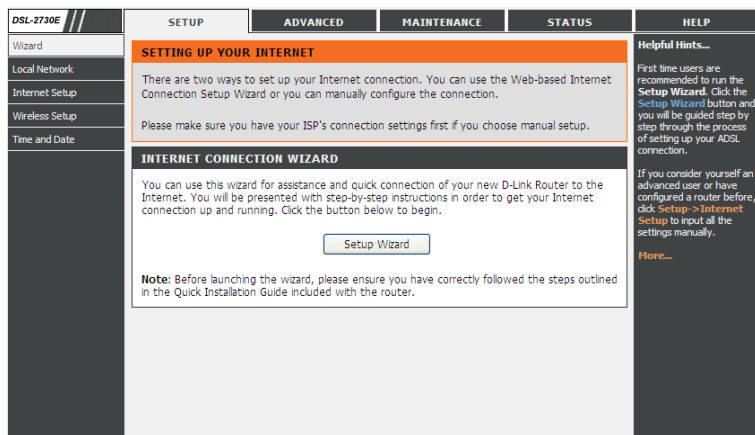 DSL-2730E
SETUP
ADVANCED
MAINTENANCE
STATUS
HELP
Wizard
Local Network
Internet Setup
Wireless Setup
Time and Date
SETTING UP YOUR INTERNET
There are two ways to set up your Internet connection. You can use the Web-based Internet
Connection Setup Wizard or you can manually configure the connection.
Please make sure you have your ISP's connection settings first if you choose manual setup.
INTERNET CONNECTION WIZARD
You can use this wizard for assistance and quick connection of your new D-Link Router to the
Internet. You will be presented with step-by-step instructions in order to get your Internet
connection up and running. Click the button below to begin.
Setup Wizard
Note: Before launching the wizard, please ensure you have correctly followed the steps outlined
in the Quick Installation Guide included with the router.
Helpful Hints...
First time users are
recommended to run the
Setup Wizard. Click the
Setup Wizard button and
you will be guided step by
step through the process
of setting up your ADSL
connection.
If you consider yourself an
advanced user or have
configured a router before,
click Setup->Internet
Setup to input all the
settings manually.
More...